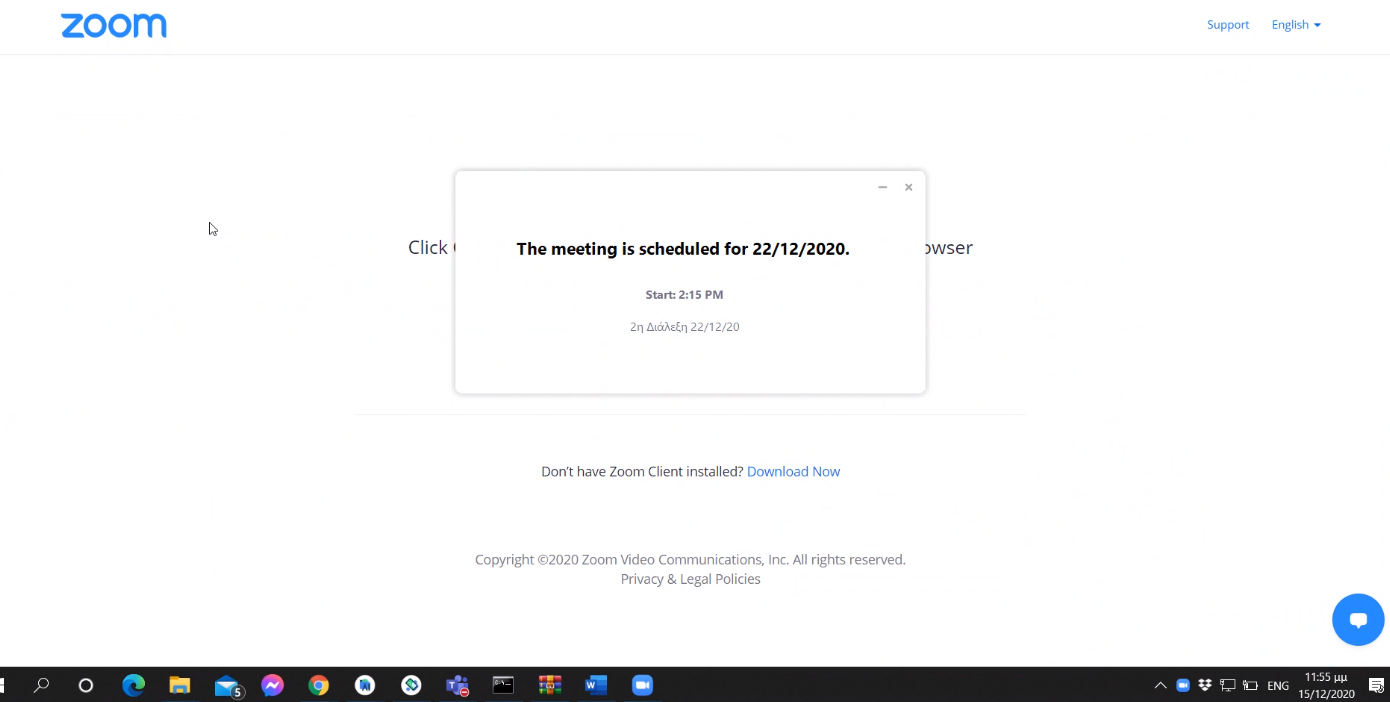 zoom
Support English
Click
owser
The meeting is scheduled for 22/12/2020.
Start: 2:15 PM
2η Διάλεξη 22/12/20
Don't have Zoom Client installed? Download Now
Copyright ©2020 Zoom Video Communications, Inc. All rights reserved.
Privacy & Legal Policies
5
W
ENG
11:55 μμ
15/12/2020